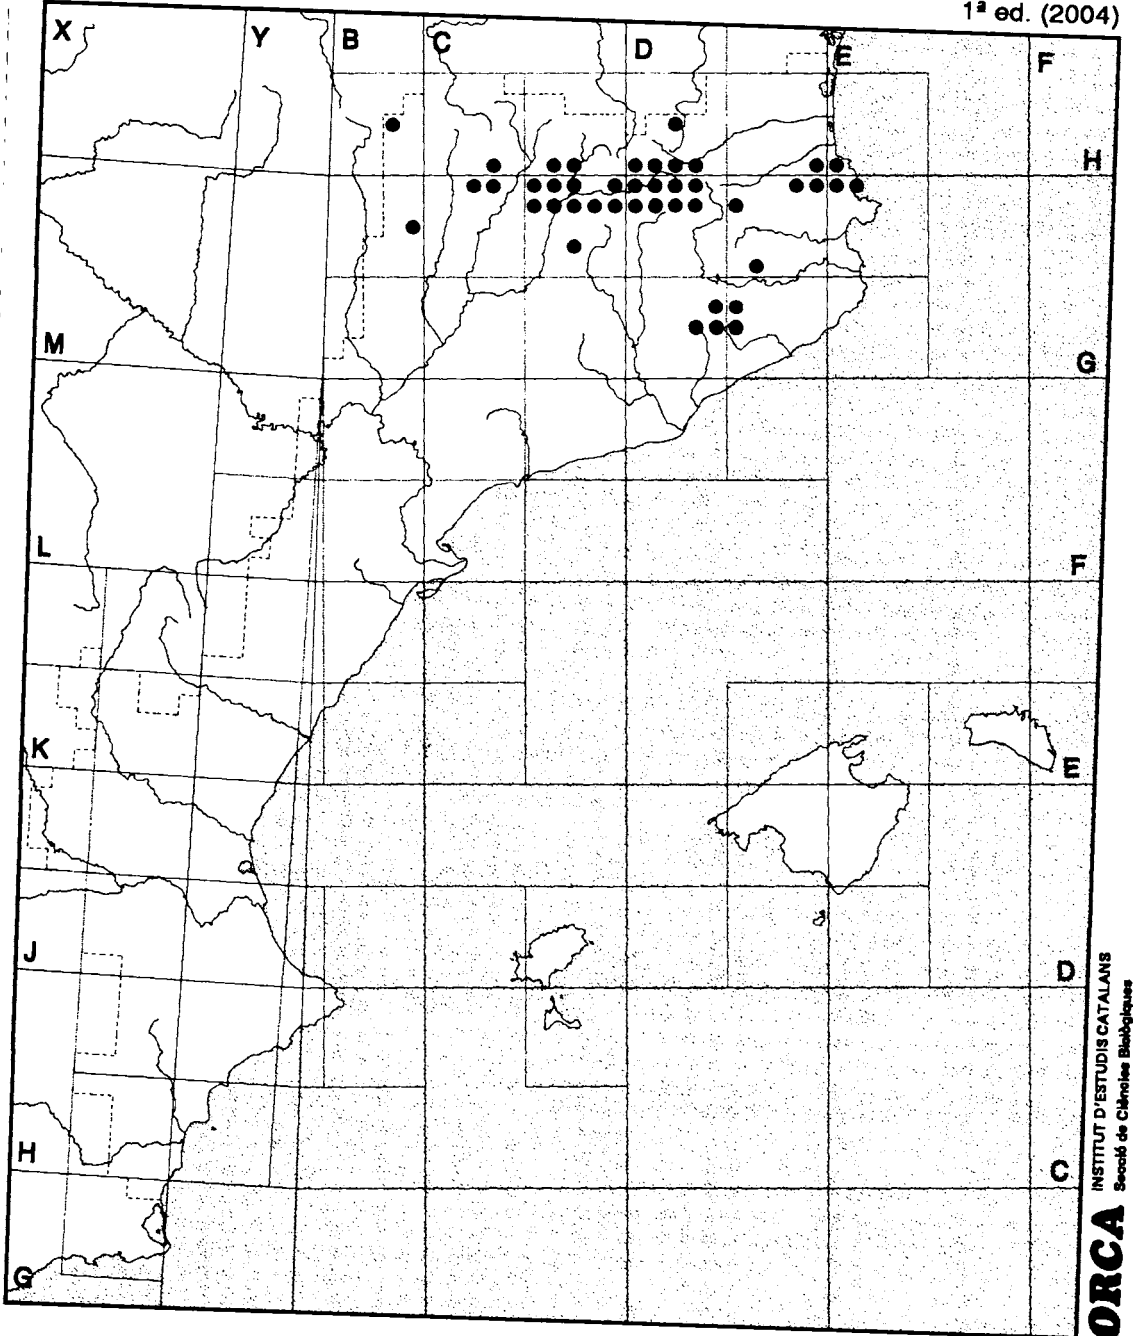 1ª ed. (2004)
X Y B C D E F
H
M G
L F
K E
J D
H C
G
ORCA INSTITUT D'ESTUDIS CATALANS
Secció de Ciències Biològiques